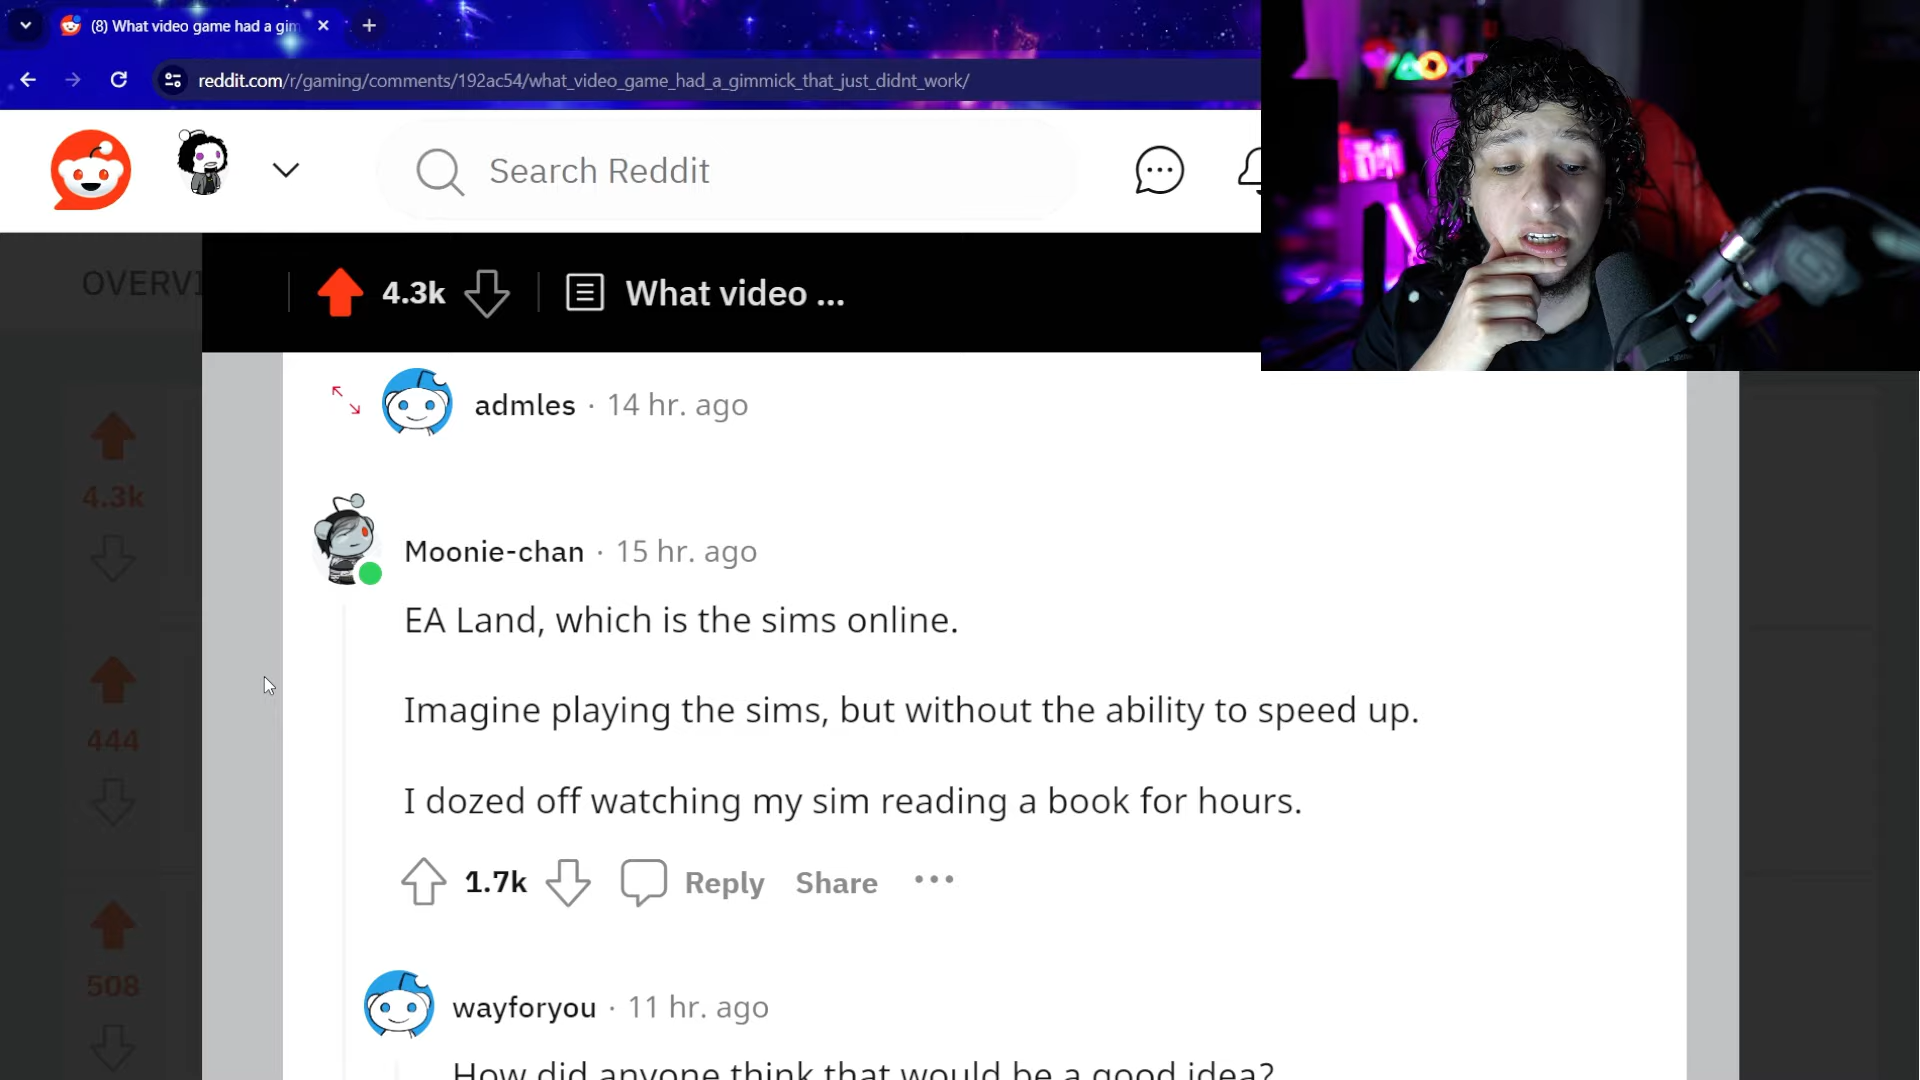 (8) What video game had a gim
reddit.com/r/gaming/comments/192ac54/what_video_game_had_a_gimmick_that_just_didnt_work/
Search Reddit
OVERVI
4.3k
What video ...
admles · 14 hr. ago
4.3k
Moonie-chan · 15 hr. ago
EA Land, which is the sims online.
Imagine playing the sims, but without the ability to speed up.
444
I dozed off watching my sim reading a book for hours.
1.7k Reply Share ...
508
wayforyou · 11 hr. ago
How did anyone think that would be a good idea?